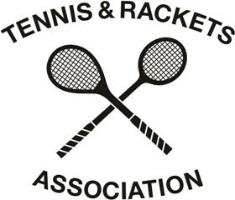 TENNIS & RACKETS
ASSOCIATION